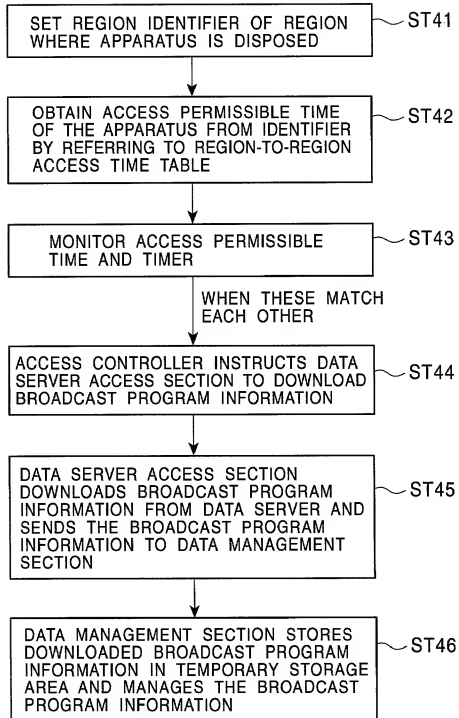 SET REGION IDENTIFIER OF REGION
WHERE APPARATUS IS DISPOSED
ST41
OBTAIN ACCESS PERMISSIBLE TIME
OF THE APPARATUS FROM IDENTIFIER
BY REFERRING TO REGION-TO-REGION
ACCESS TIME TABLE
ST42
MONITOR ACCESS PERMISSIBLE
TIME AND TIMER
ST43
WHEN THESE MATCH
EACH OTHER
ACCESS CONTROLLER INSTRUCTS DATA
SERVER ACCESS SECTION TO DOWNLOAD
BROADCAST PROGRAM INFORMATION
ST44
DATA SERVER ACCESS SECTION
DOWNLOADS BROADCAST PROGRAM
INFORMATION FROM DATA SERVER AND
SENDS THE BROADCAST PROGRAM
INFORMATION TO DATA MANAGEMENT
SECTION
ST45
DATA MANAGEMENT SECTION STORES
DOWNLOADED BROADCAST PROGRAM
INFORMATION IN TEMPORARY STORAGE
AREA AND MANAGES THE BROADCAST
PROGRAM INFORMATION
ST46